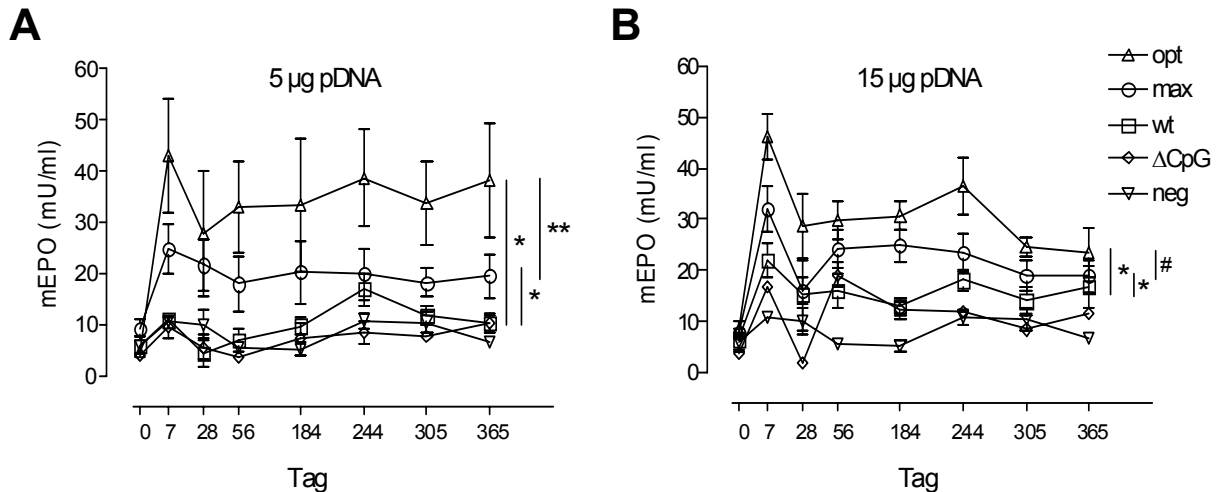 A
5 µg pDNA
mEPO (mU/ml)
60
50
40
30
20
10
0
0 7 28 56 184 244 305 365
Tag
* ** *
B
15 µg pDNA
mEPO (mU/ml)
60
50
40
30
20
10
0
0 7 28 56 184 244 305 365
Tag
* * #
opt
max
wt
ΔCpG
neg